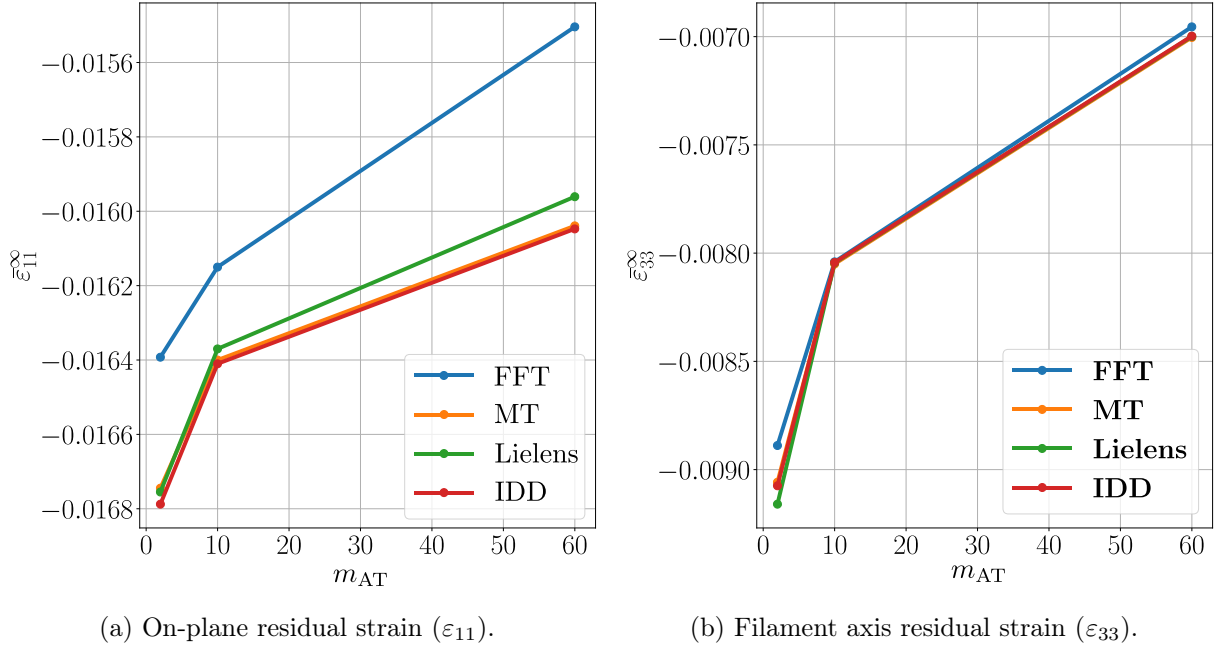 −0.0156
−0.0158
−0.0160
−0.0162
−0.0164
−0.0166
−0.0168
ε̄₁₁^∞
0 10 20 30 40 50 60
m_AT
FFT
MT
Lielens
IDD
(a) On-plane residual strain (ε₁₁).
−0.0070
−0.0075
−0.0080
−0.0085
−0.0090
ε̄₃₃^∞
0 10 20 30 40 50 60
m_AT
FFT
MT
Lielens
IDD
(b) Filament axis residual strain (ε₃₃).